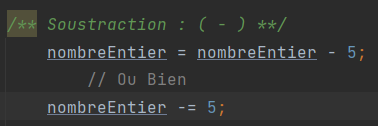 /** Soustraction : ( - ) **/
nombreEntier = nombreEntier - 5;
// Ou Bien
nombreEntier -= 5;